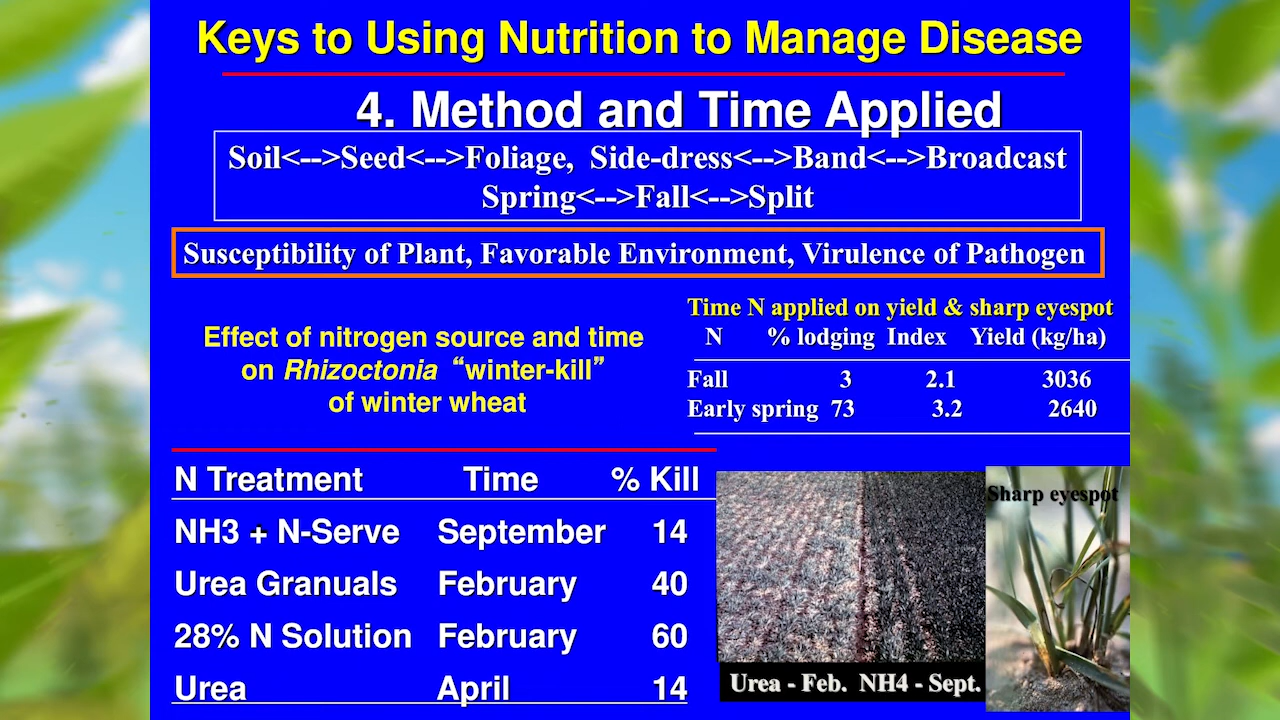 Keys to Using Nutrition to Manage Disease
4. Method and Time Applied
Soil<-->Seed<-->Foliage, Side-dress<-->Band<-->Broadcast
Spring<-->Fall<-->Split
Susceptibility of Plant, Favorable Environment, Virulence of Pathogen
Effect of nitrogen source and time
on Rhizoctonia “winter-kill”
of winter wheat
Time N applied on yield & sharp eyespot
N % lodging Index Yield (kg/ha)
Fall 3 2.1 3036
Early spring 73 3.2 2640
N Treatment Time % Kill
NH3 + N-Serve September 14
Urea Granuals February 40
28% N Solution February 60
Urea April 14
Urea - Feb. NH4 - Sept.
Sharp eyespot